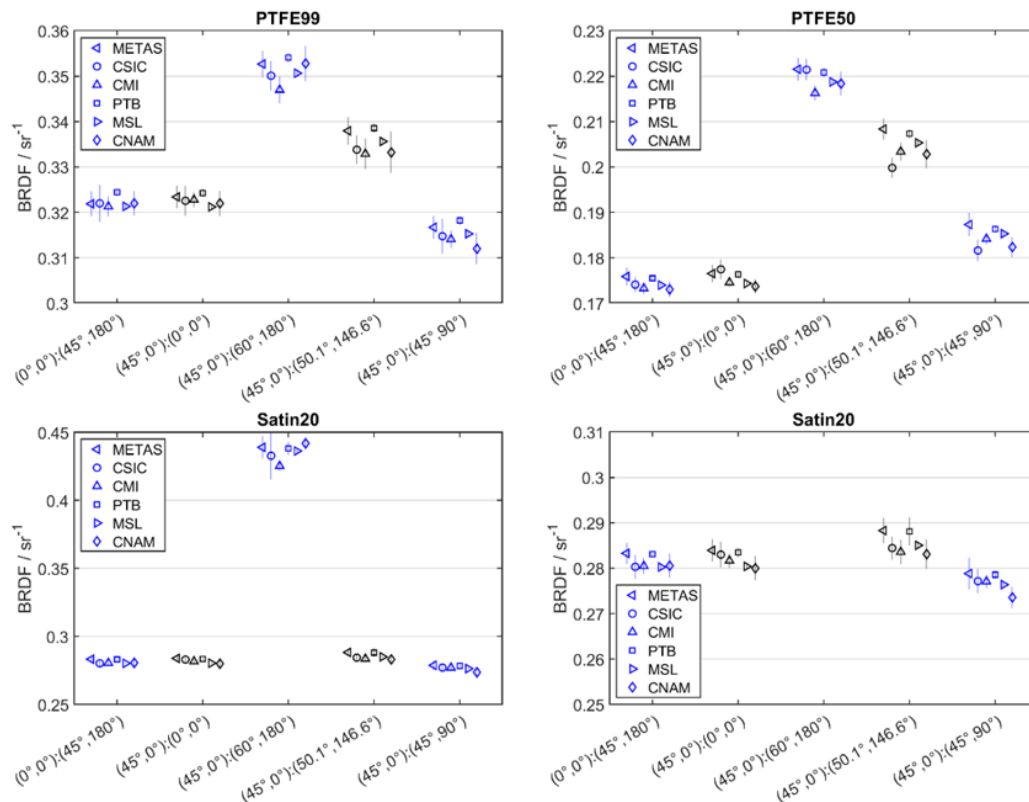 PTFE99
0.36
0.35
0.34
0.33
0.32
0.31
0.3
BRDF / sr-1
METAS
CSIC
CMI
PTB
MSL
CNAM
(0°,0°):(45°,180°)
(45°,0°):(0°,0°)
(45°,0°):(60°,180°)
(45°,0°):(50.1°,146.6°)
(45°,0°):(45°,90°)
PTFE50
0.23
0.22
0.21
0.2
0.19
0.18
0.17
BRDF / sr-1
METAS
CSIC
CMI
PTB
MSL
CNAM
(0°,0°):(45°,180°)
(45°,0°):(0°,0°)
(45°,0°):(60°,180°)
(45°,0°):(50.1°,146.6°)
(45°,0°):(45°,90°)
Satin20
0.45
0.4
0.35
0.3
0.25
BRDF / sr-1
METAS
CSIC
CMI
PTB
MSL
CNAM
(0°,0°):(45°,180°)
(45°,0°):(0°,0°)
(45°,0°):(60°,180°)
(45°,0°):(50.1°,146.6°)
(45°,0°):(45°,90°)
Satin20
0.31
0.3
0.29
0.28
0.27
0.26
0.25
BRDF / sr-1
METAS
CSIC
CMI
PTB
MSL
CNAM
(0°,0°):(45°,180°)
(45°,0°):(0°,0°)
(45°,0°):(60°,180°)
(45°,0°):(50.1°,146.6°)
(45°,0°):(45°,90°)